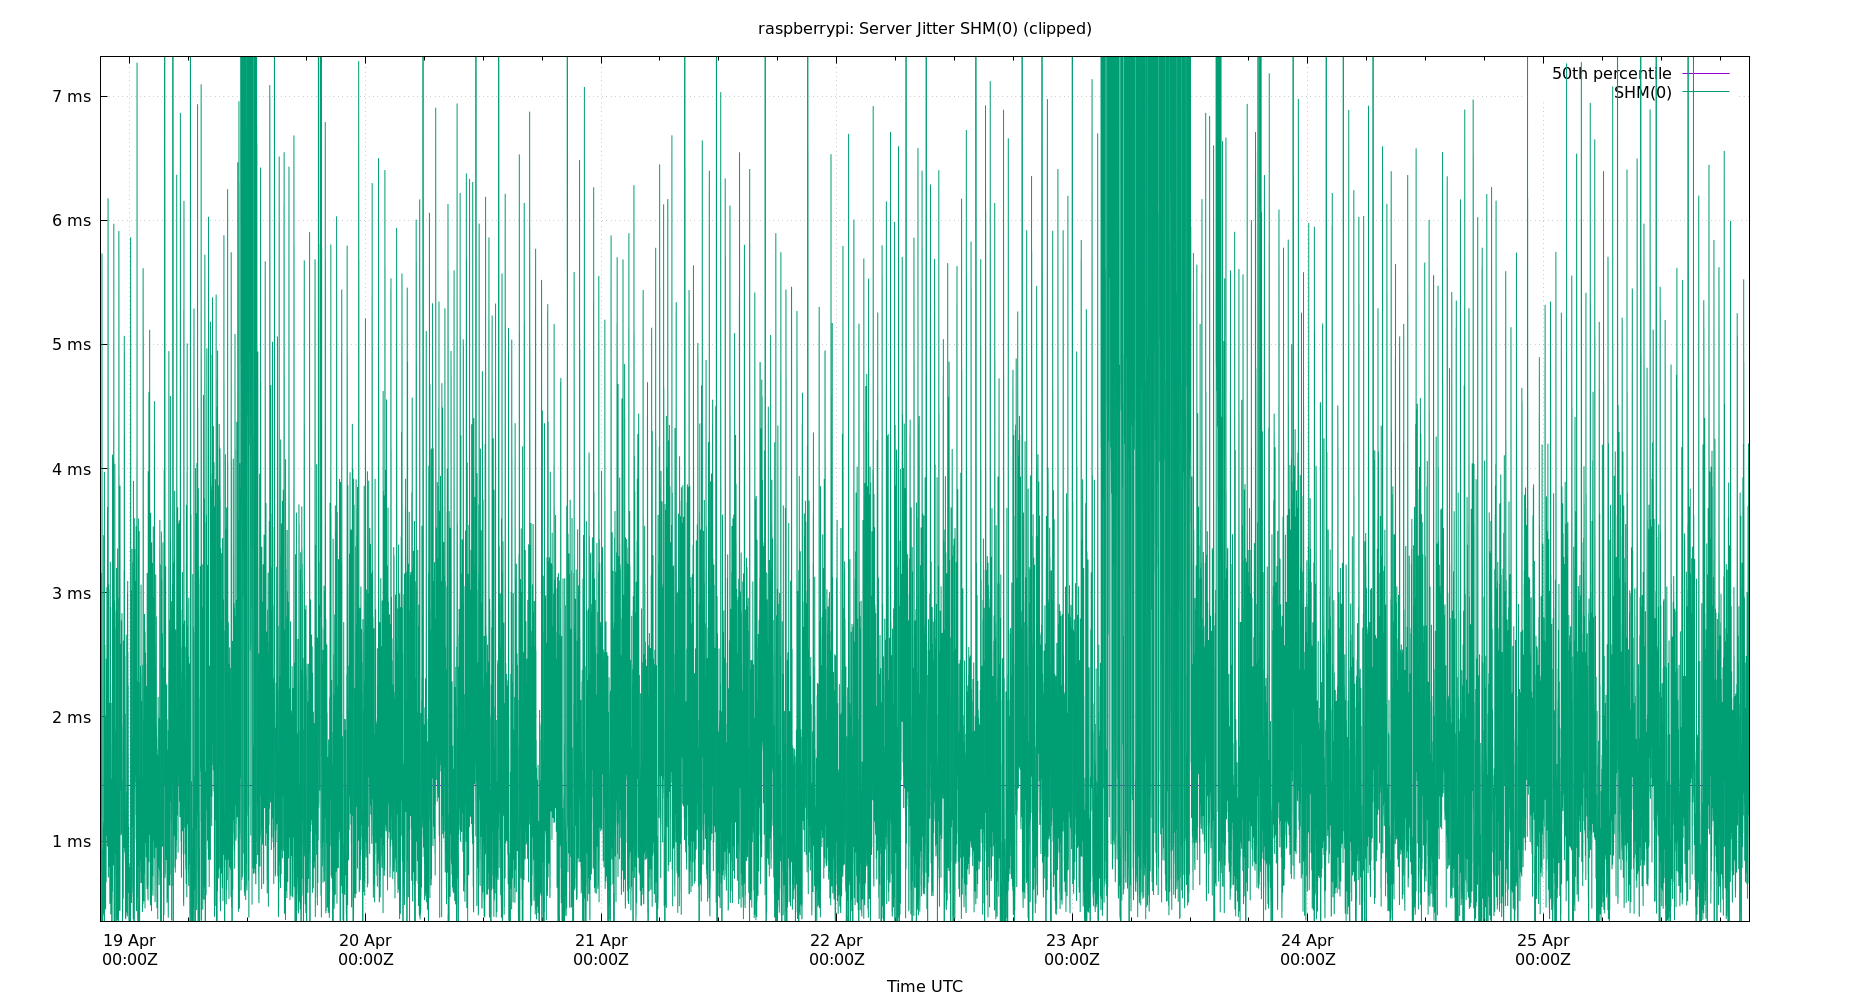 raspberrypi: Server Jitter SHM(0) (clipped)
50th percentile
SHM(0)
7 ms
6 ms
5 ms
4 ms
3 ms
2 ms
1 ms
19 Apr 20 Apr 21 Apr 22 Apr 23 Apr 24 Apr 25 Apr
00:00Z 00:00Z 00:00Z 00:00Z 00:00Z 00:00Z 00:00Z
Time UTC